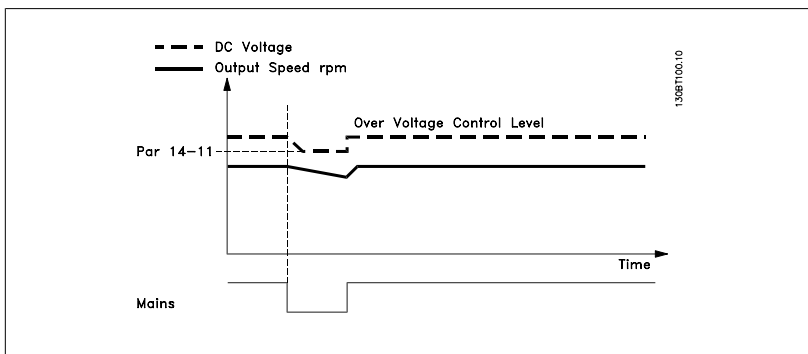 DC Voltage
Output Speed rpm
130BT100.10
Over Voltage Control Level
Par 14-11
Time
Mains